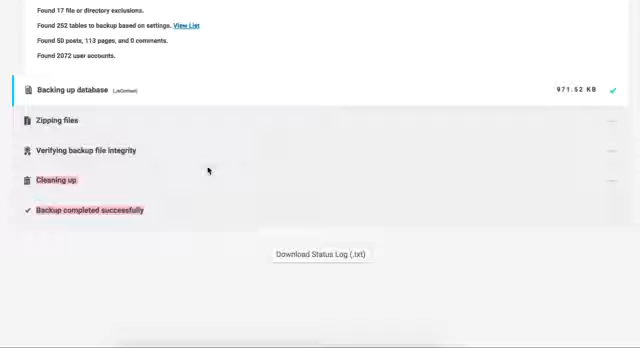 Found 17 file or directory exclusions.
Found 252 tables to backup based on settings. View List
Found 50 posts, 113 pages, and 0 comments.
Found 2072 user accounts.
Backing up database 971.52 KB
Zipping files
Verifying backup file integrity
Cleaning up
Backup completed successfully
Download Status Log (.txt)